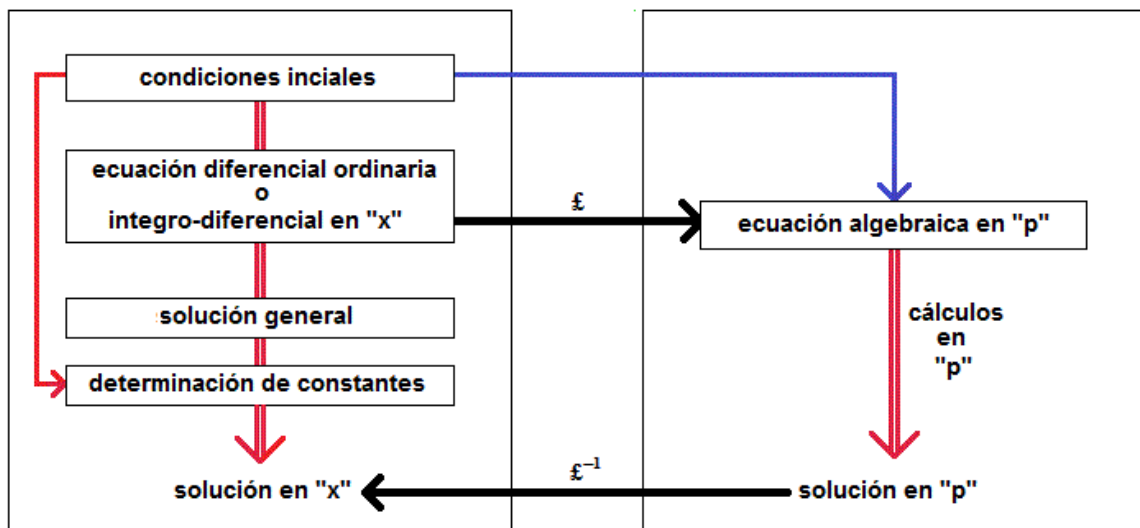 condiciones inciales
ecuación diferencial ordinaria
o
integro-diferencial en "x"
solución general
determinación de constantes
solución en "x"
£
£⁻¹
ecuación algebraica en "p"
cálculos
en
"p"
solución en "p"